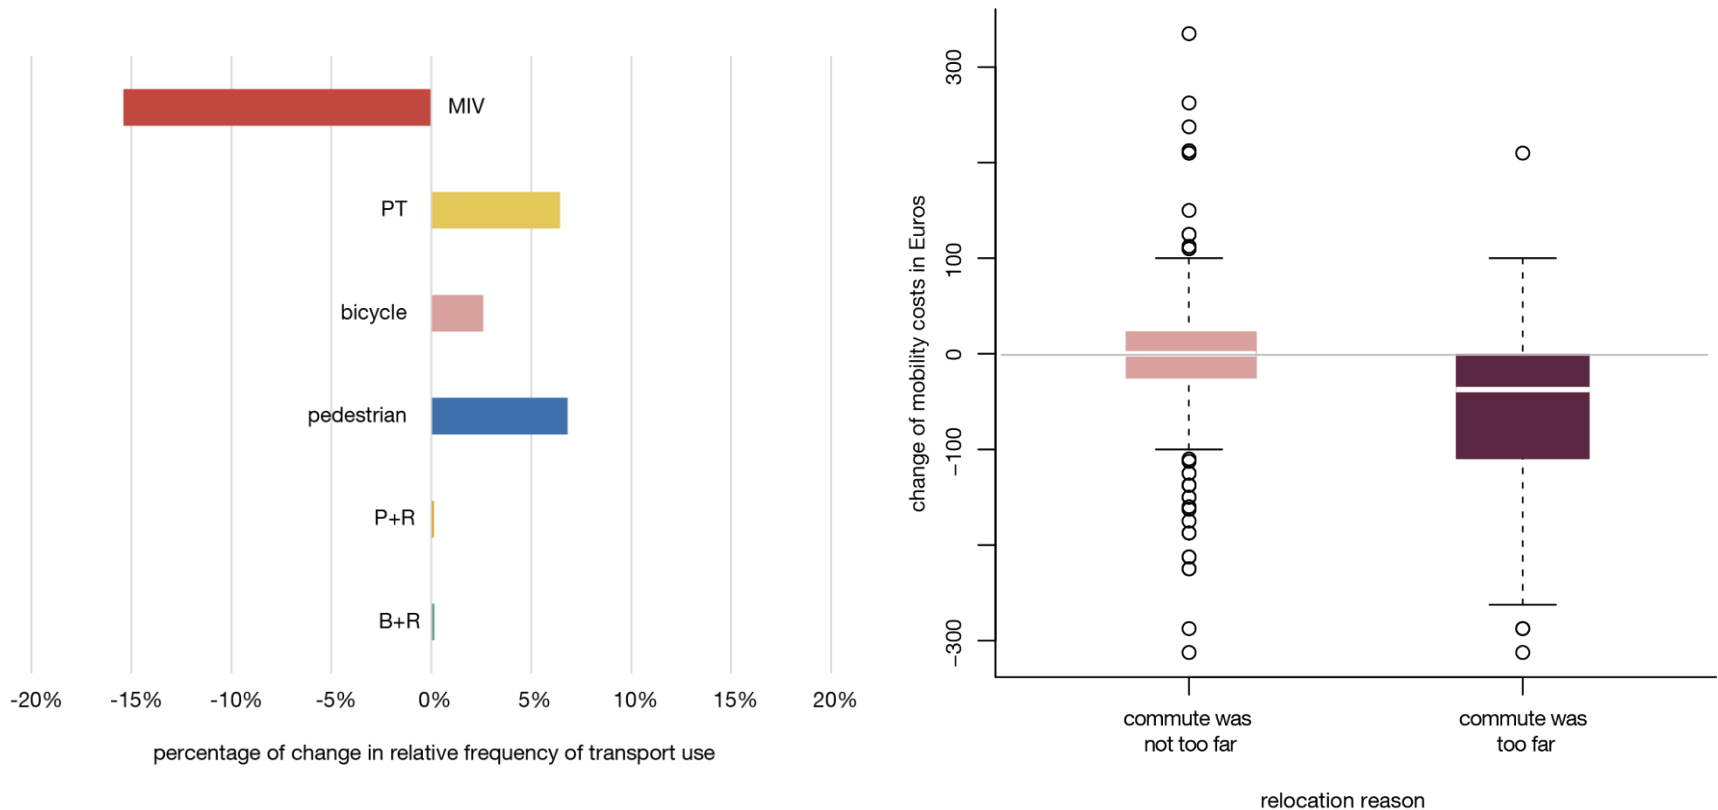 MIV
PT
bicycle
pedestrian
P+R
B+R
-20% -15% -10% -5% 0% 5% 10% 15% 20%
percentage of change in relative frequency of transport use
change of mobility costs in Euros
300
100
0
−100
−300
commute was
not too far
commute was
too far
relocation reason